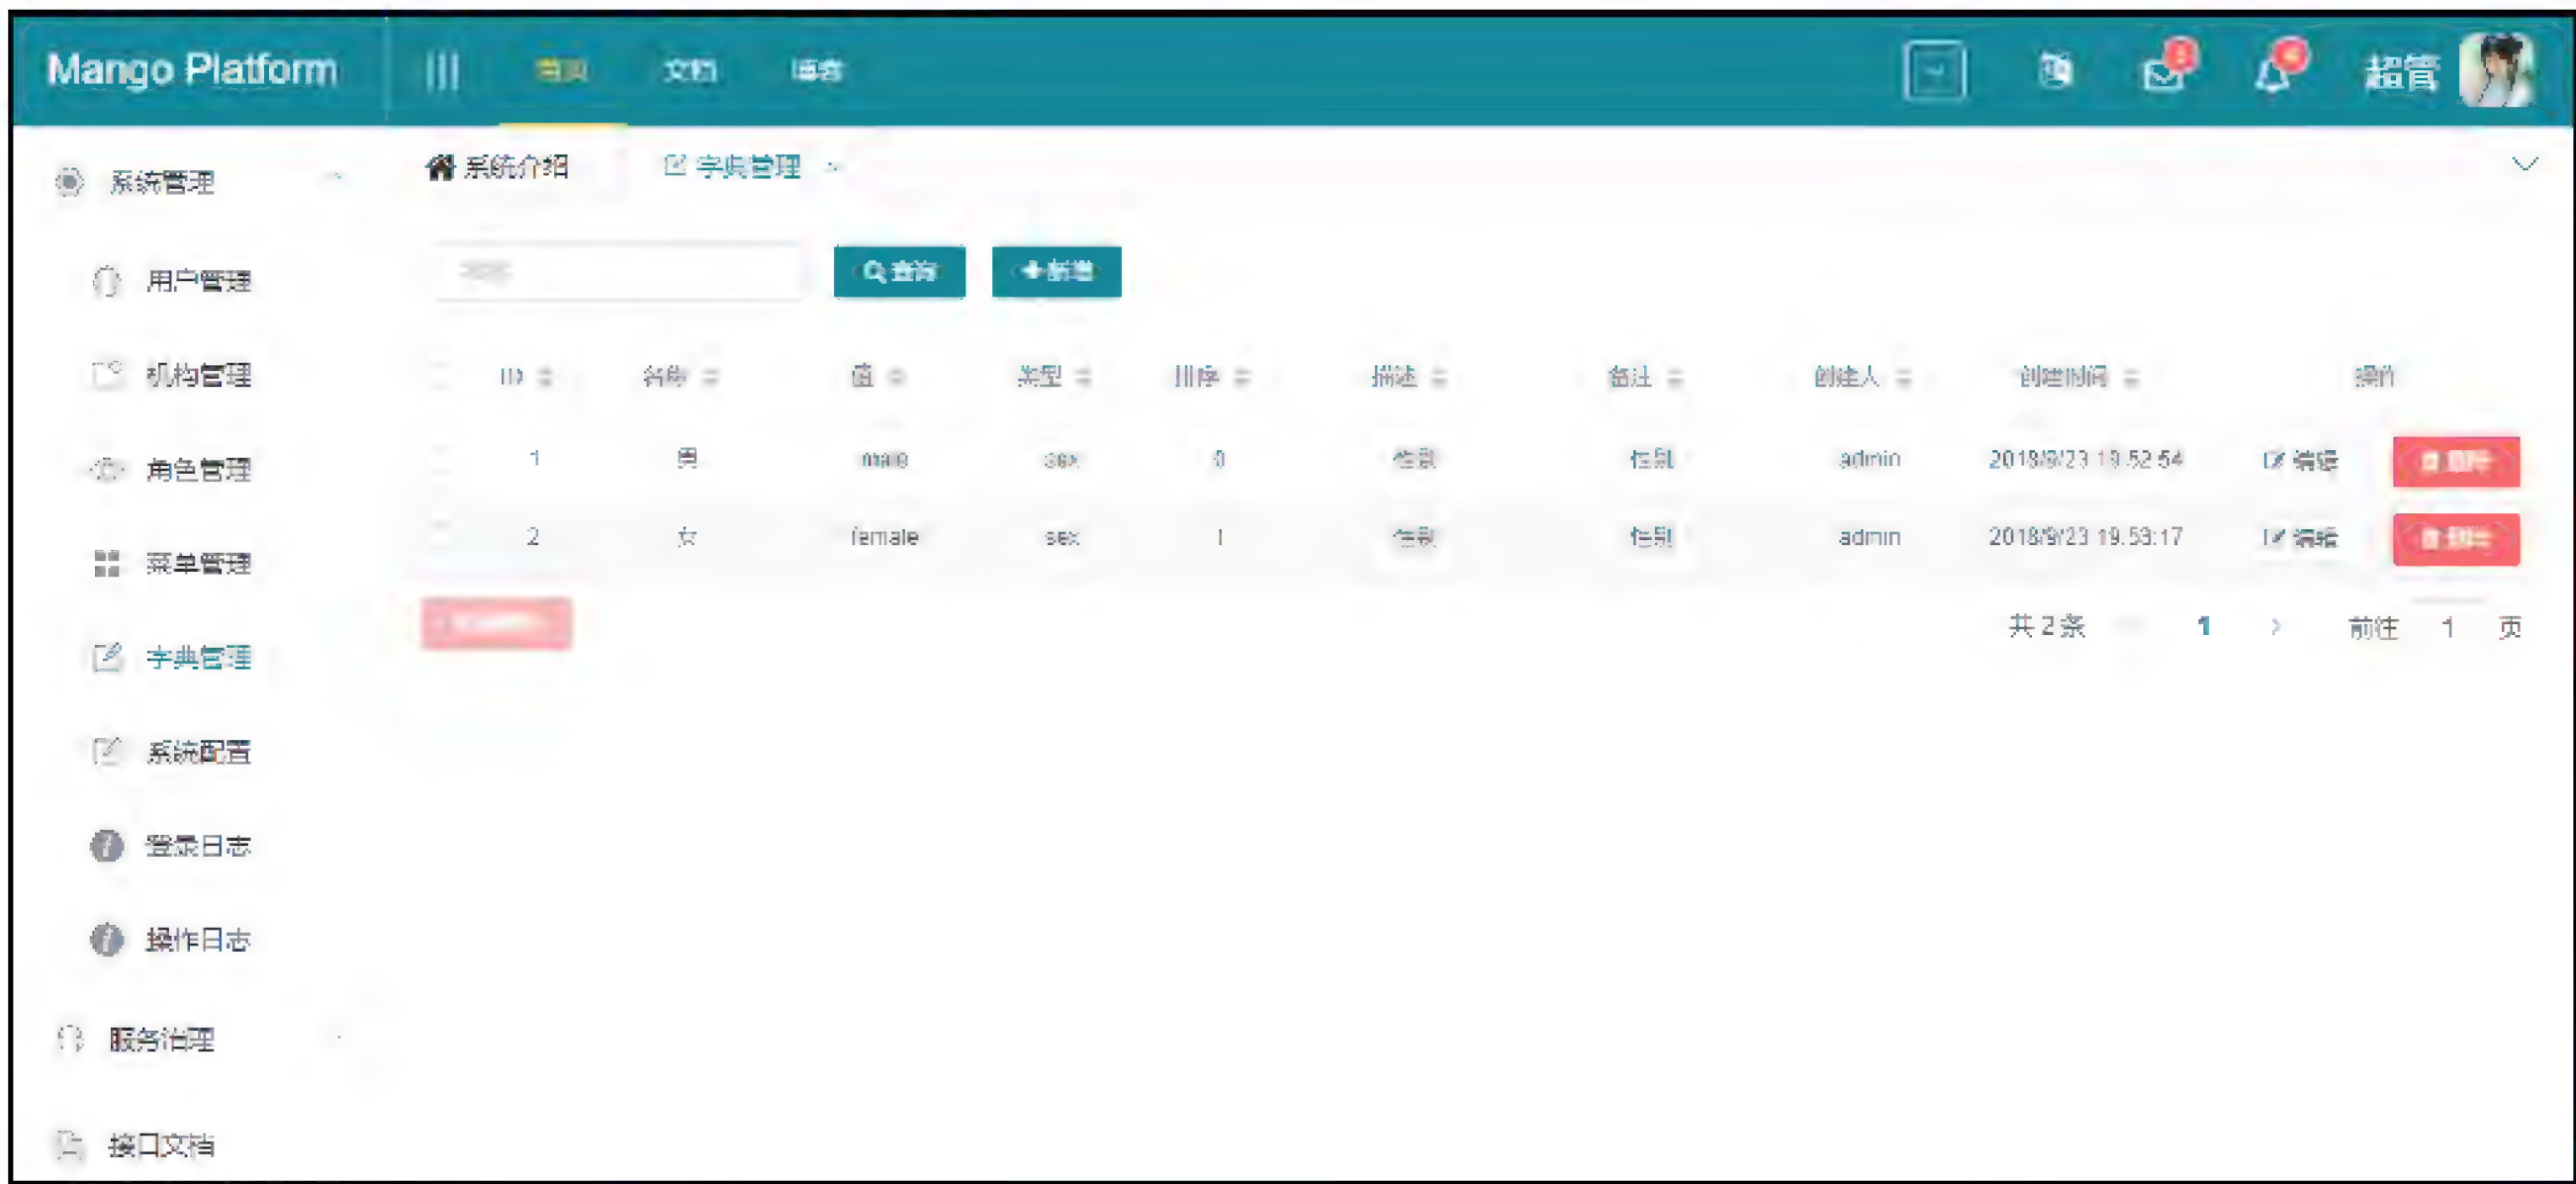 Mango Platform 首页 文档 博客 超管
系统管理 系统介绍 字典管理
用户管理 名称 查询 新增
机构管理 ID 名称 值 类型 排序 描述 备注 创建人 创建时间 操作
角色管理 1 男 male sex 0 性别 性别 admin 2018/9/23 19:52:54 编辑 删除
菜单管理 2 女 female sex 1 性别 性别 admin 2018/9/23 19:53:17 编辑 删除
字典管理 共 2 条 1 前往 1 页
系统配置
登录日志
操作日志
服务治理
接口文档